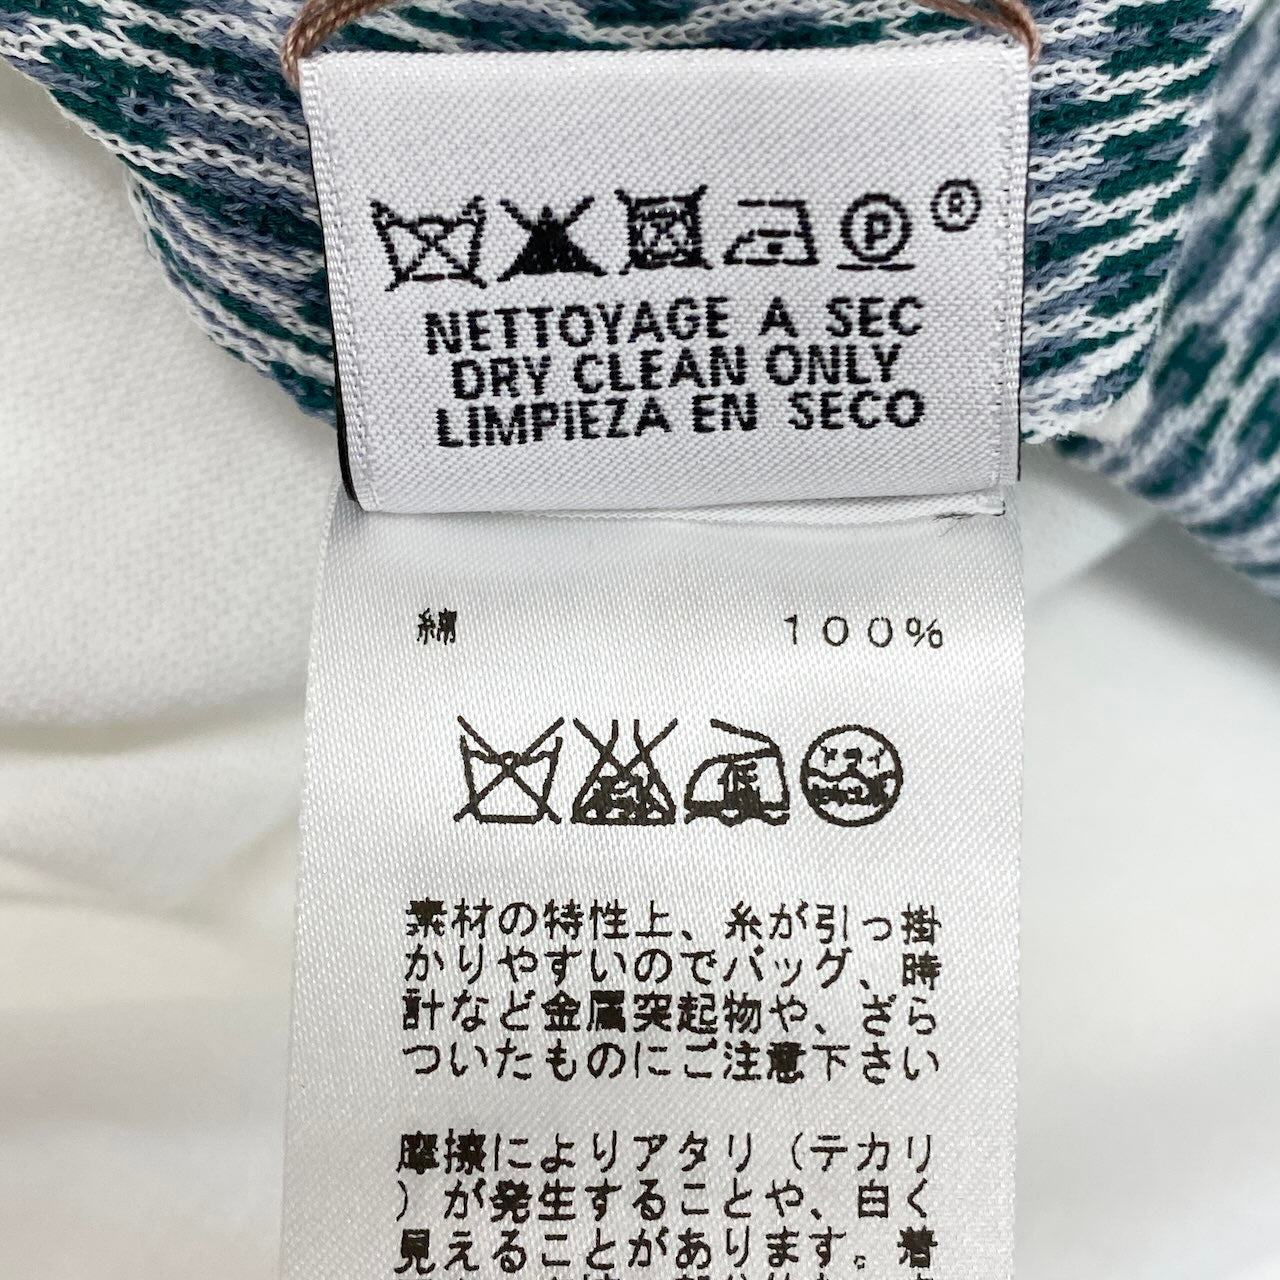 P ®
NETTOYAGE A SEC
DRY CLEAN ONLY
LIMPIEZA EN SECO
綿 100%
素材の特性上、糸が引っ掛
かりやすいのでバッグ、時
計など金属突起物や、ざら
ついたものにご注意下さい
摩擦によりアタリ（テカリ
）が発生することや、白く
見えることがあります。着